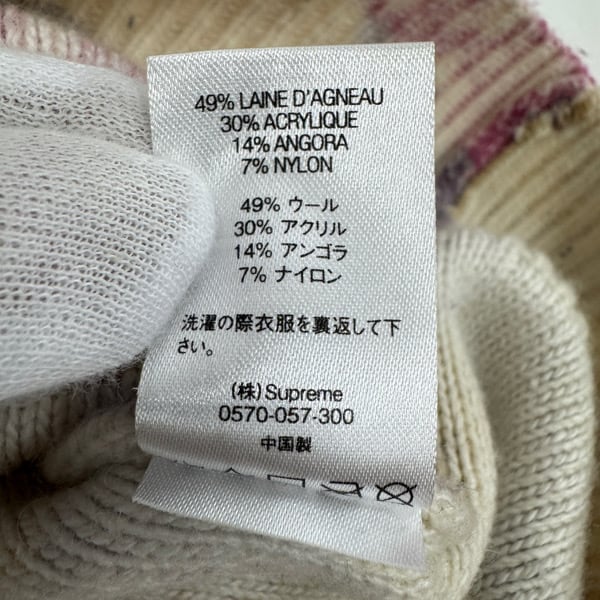 49% LAINE D'AGNEAU
30% ACRYLIQUE
14% ANGORA
7% NYLON
49% ウール
30% アクリル
14% アンゴラ
7% ナイロン
洗濯の際衣服を裏返して下
さい。
(株) Supreme
0570-057-300
中国製